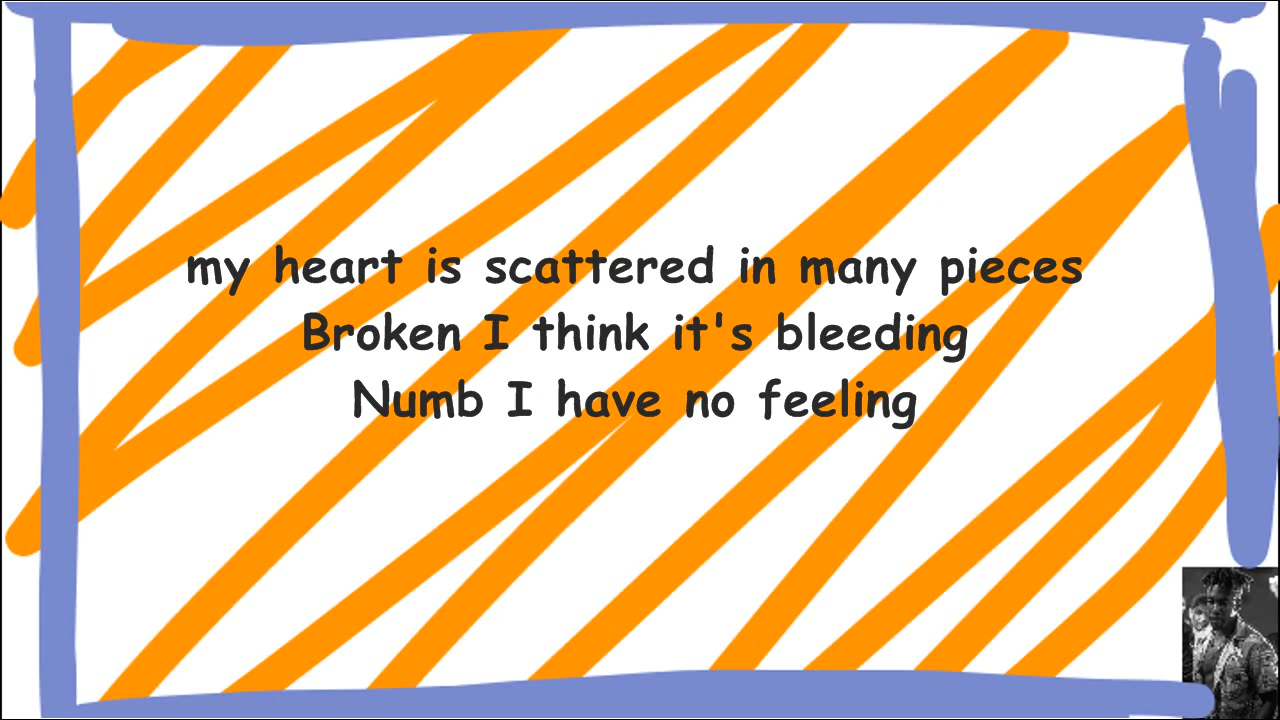 my heart is scattered in many pieces
Broken I think it's bleeding
Numb I have no feeling